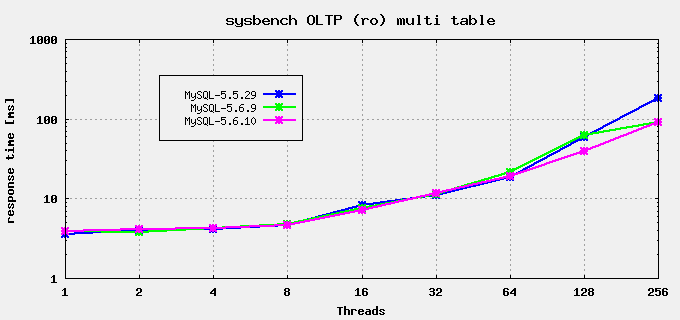 sysbench OLTP (ro) multi table
1000
100
10
1
response time [ms]
MySQL-5.5.29
MySQL-5.6.9
MySQL-5.6.10
1 2 4 8 16 32 64 128 256
Threads